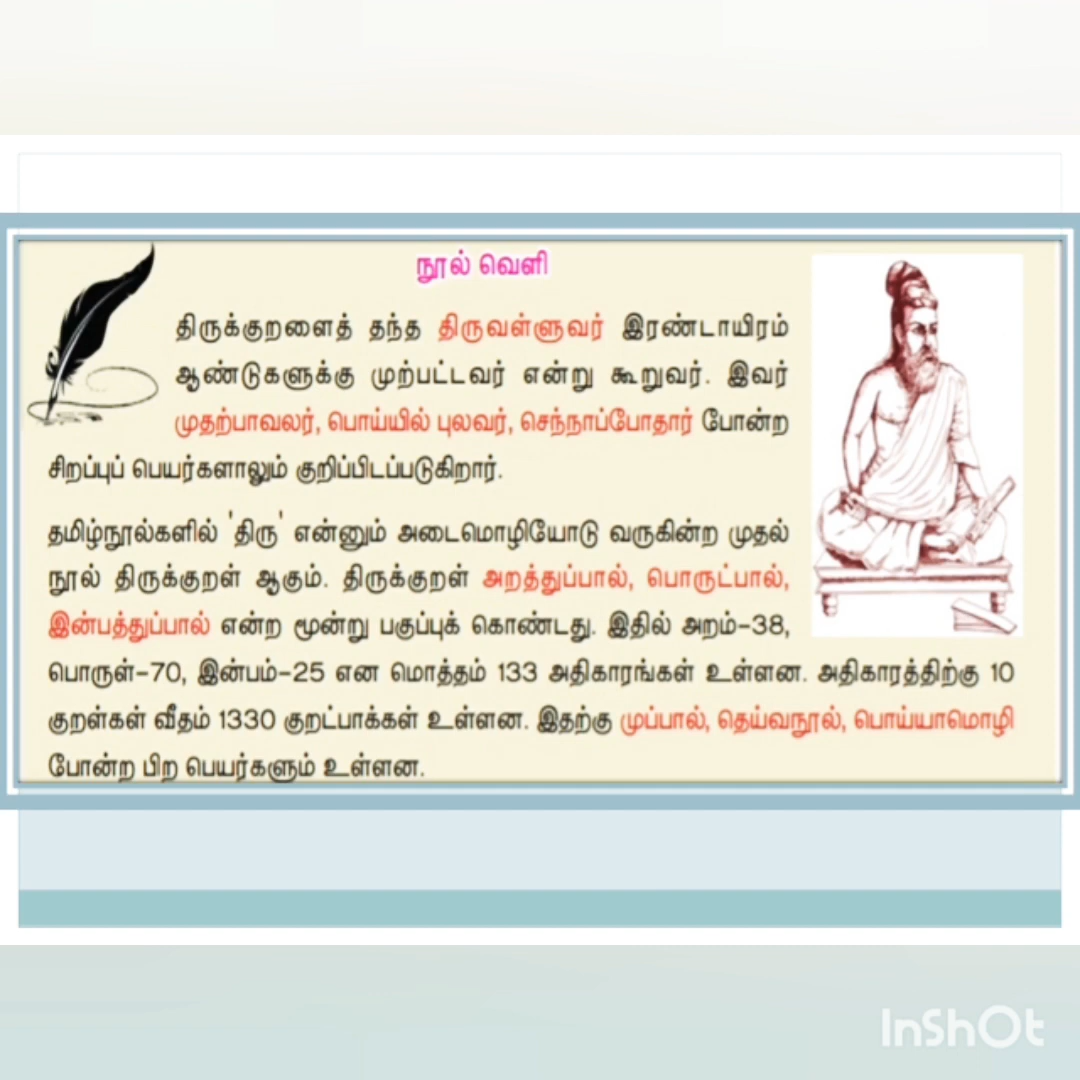 நூல் வெளி
திருக்குறளைத் தந்த திருவள்ளுவர் இரண்டாயிரம்
ஆண்டுகளுக்கு முற்பட்டவர் என்று கூறுவர். இவர்
முதற்பாவலர், பொய்யில் புலவர், செந்நாப்போதார் போன்ற
சிறப்புப் பெயர்களாலும் குறிப்பிடப்படுகிறார்.
தமிழ்நூல்களில் 'திரு' என்னும் அடைமொழியோடு வருகின்ற முதல்
நூல் திருக்குறள் ஆகும். திருக்குறள் அறத்துப்பால், பொருட்பால்,
இன்பத்துப்பால் என்ற மூன்று பகுப்புக் கொண்டது. இதில் அறம்-38,
பொருள்-70, இன்பம்-25 என மொத்தம் 133 அதிகாரங்கள் உள்ளன. அதிகாரத்திற்கு 10
குறள்கள் வீதம் 1330 குறட்பாக்கள் உள்ளன. இதற்கு முப்பால், தெய்வநூல், பொய்யாமொழி
போன்ற பிற பெயர்களும் உள்ளன.
InShOt